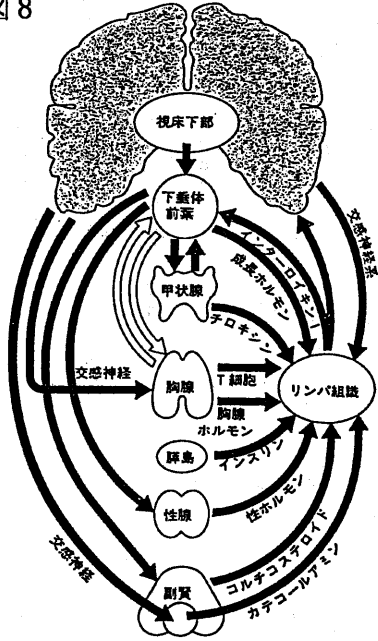 図8
視床下部
下垂体
前葉
交感神経系
インターロイキン1
成長ホルモン
甲状腺
チロキシン
交感神経
胸腺
T細胞
胸腺
ホルモン
リンパ組識
膵島
インスリン
性腺
性ホルモン
交感神経
副腎
コルチコステロイド
カテコールアミン